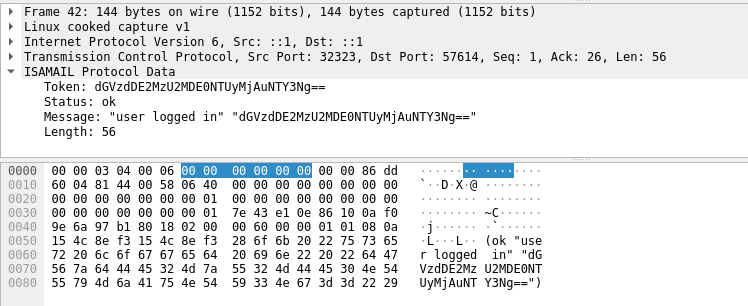 Frame 42: 144 bytes on wire (1152 bits), 144 bytes captured (1152 bits)
Linux cooked capture v1
Internet Protocol Version 6, Src: ::1, Dst: ::1
Transmission Control Protocol, Src Port: 32323, Dst Port: 57614, Seq: 1, Ack: 26, Len: 56
ISAMAIL Protocol Data
Token: dGVzdDE2MzU2MDE0NTUyMjAuNTY3Ng==
Status: ok
Message: "user logged in" "dGVzdDE2MzU2MDE0NTUyMjAuNTY3Ng=="
Length: 56
0000 00 00 03 04 00 06 00 00 00 00 00 00 00 00 86 dd ········ ········
0010 60 04 81 44 00 58 06 40 00 00 00 00 00 00 00 00 `··D·X·@ ········
0020 00 00 00 00 00 00 00 01 00 00 00 00 00 00 00 00 ········ ········
0030 00 00 00 00 00 00 00 01 7e 43 e1 0e 86 10 0a f0 ········ ~C······
0040 9e 6a 97 b1 80 18 02 00 00 60 00 00 01 01 08 0a ·j······ ·`······
0050 15 4c 8e f3 15 4c 8e f3 28 6f 6b 20 22 75 73 65 ·L···L·· (ok "use
0060 72 20 6c 6f 67 67 65 64 20 69 6e 22 20 22 64 47 r logged in" "dG
0070 56 7a 64 44 45 32 4d 7a 55 32 4d 44 45 30 4e 54 VzdDE2Mz U2MDE0NT
0080 55 79 4d 6a 41 75 4e 54 59 33 4e 67 3d 3d 22 29 UyMjAuNT Y3Ng==")